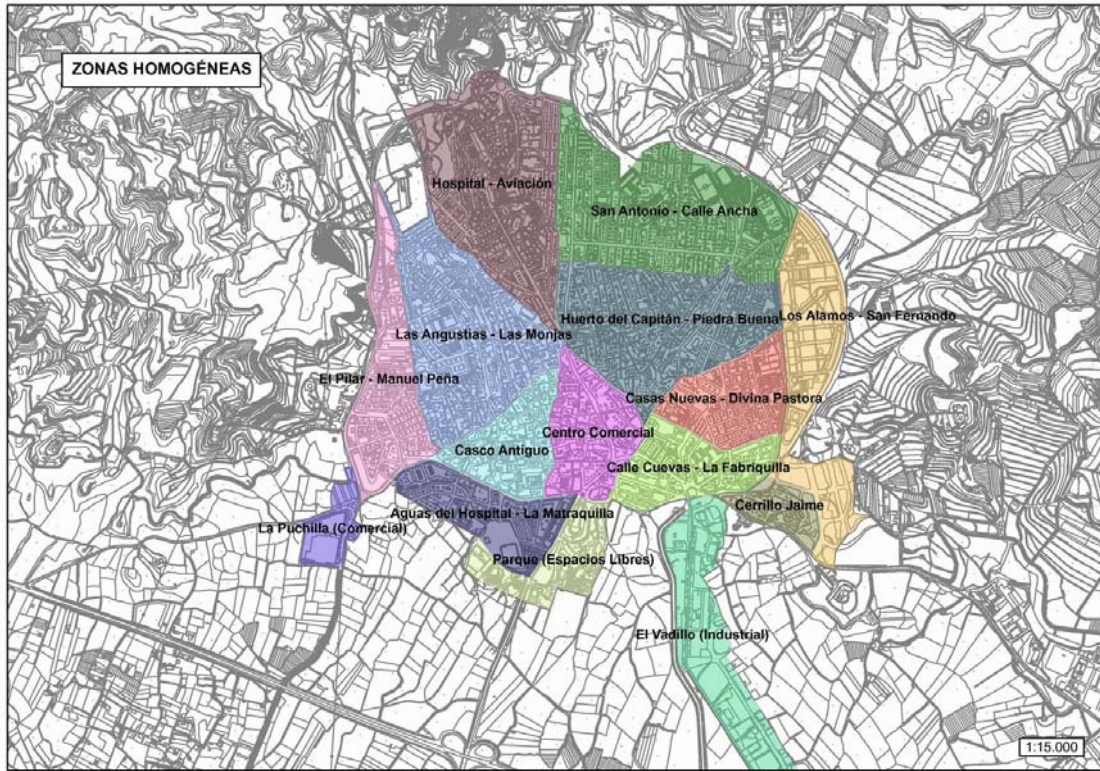 ZONAS HOMOGÉNEAS
Hospital - Aviación
San Antonio - Calle Ancha
Huerto del Capitán - Piedra Buena
Los Alamos - San Fernando
Las Angustias - Las Monjas
El Pilar - Manuel Peña
Casas Nuevas - Divina Pastora
Centro Comercial
Casco Antiguo
Calle Cuevas - La Fabriquilla
Cerrillo Jaime
Aguas del Hospital - La Matraquilla
La Puchilla (Comercial)
Parque (Espacios Libres)
El Vadillo (Industrial)
1:15.000